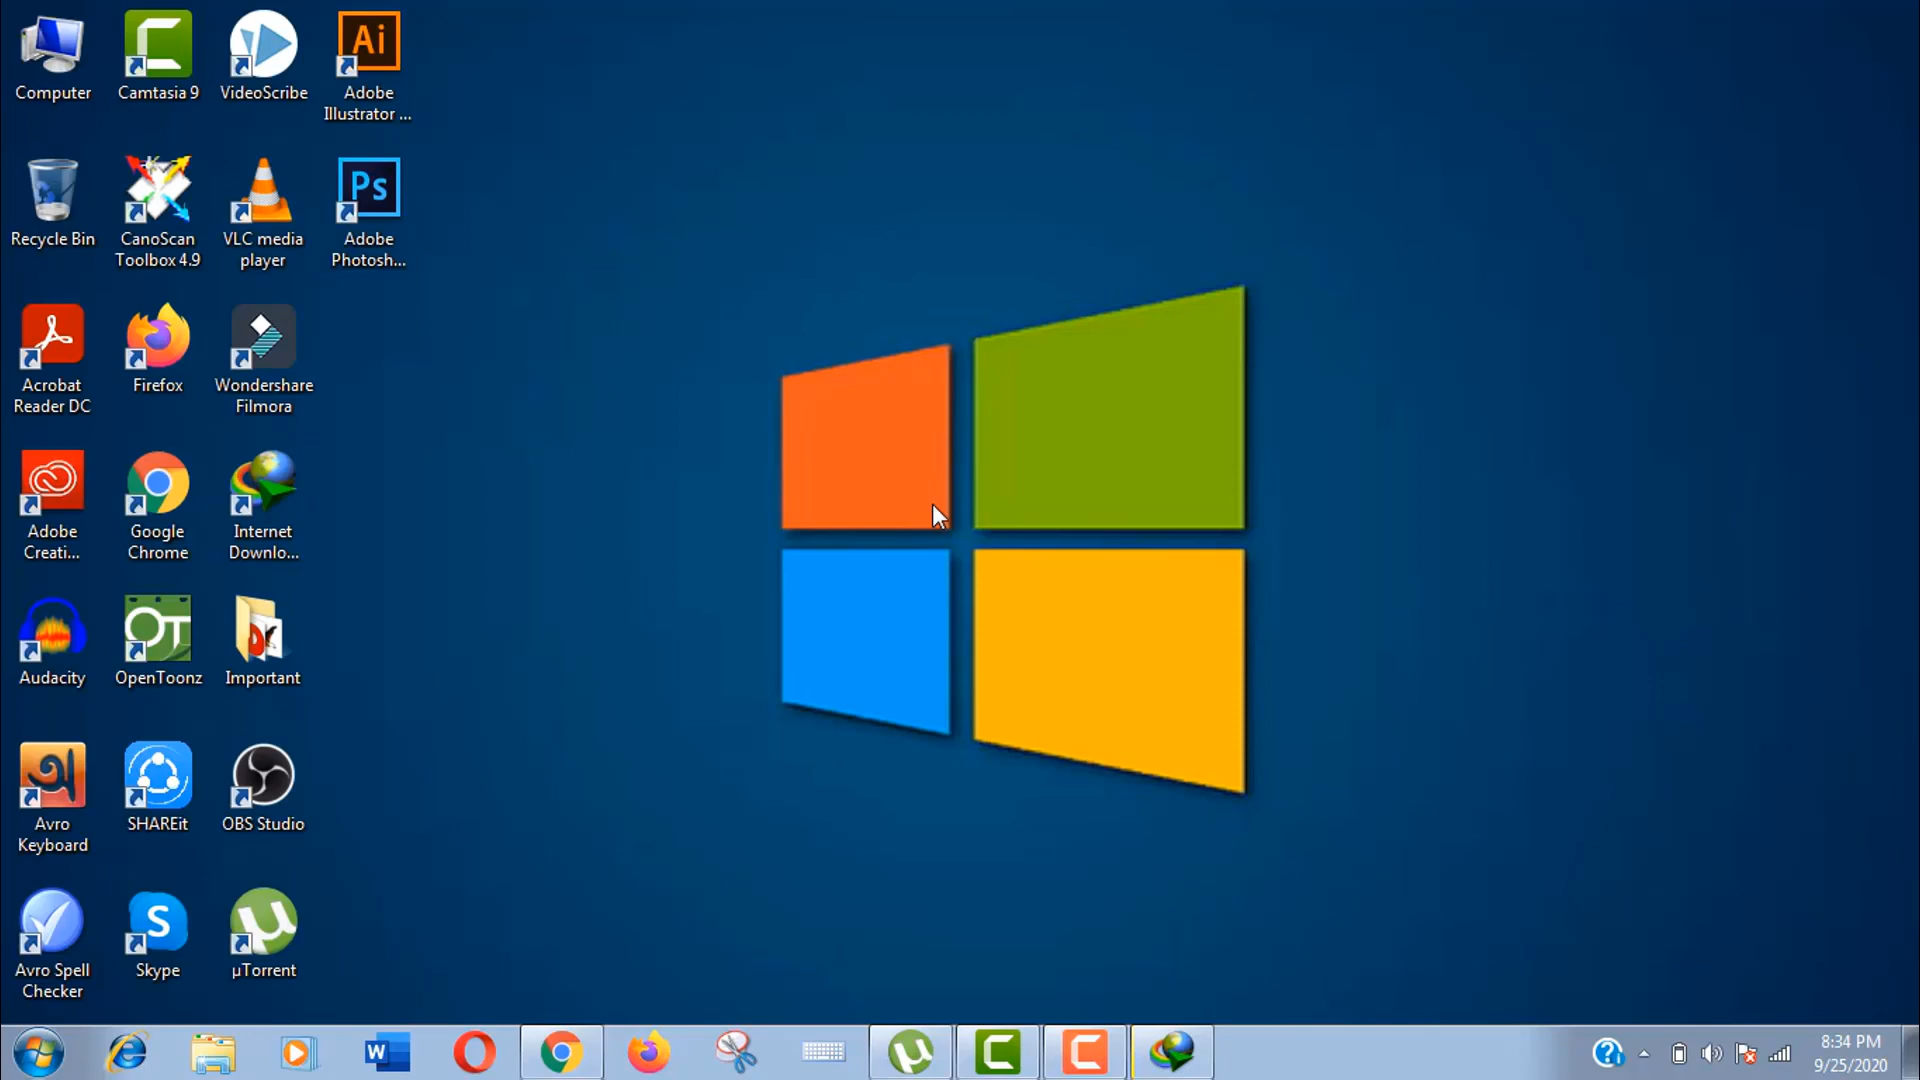 Computer
Camtasia 9
VideoScribe
Ai
Adobe
Illustrator ...
Recycle Bin
CanoScan
Toolbox 4.9
VLC media
player
Ps
Adobe
Photosh...
Acrobat
Reader DC
Firefox
Wondershare
Filmora
Adobe
Creati...
Google
Chrome
Internet
Downlo...
Audacity
OT
OpenToonz
Important
অ
Avro
Keyboard
SHAREit
OBS Studio
Avro Spell
Checker
S
Skype
µ
µTorrent
W
µ
8:34 PM
9/25/2020